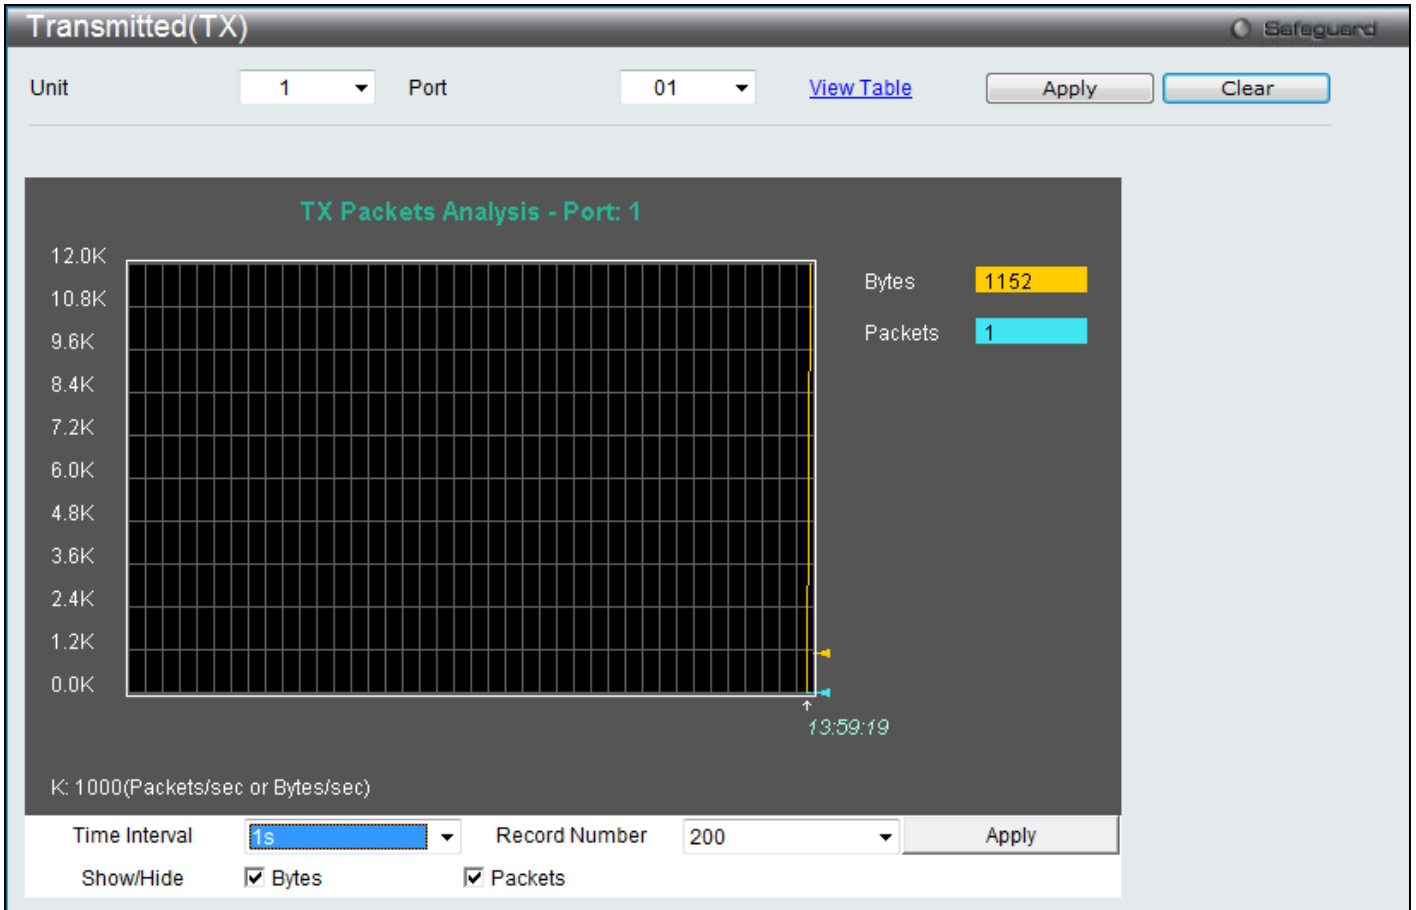 Transmitted(TX)
Safeguard
Unit 1 Port 01 View Table Apply Clear
TX Packets Analysis - Port: 1
12.0K
10.8K
9.6K
8.4K
7.2K
6.0K
4.8K
3.6K
2.4K
1.2K
0.0K
Bytes 1152
Packets 1
13:59:19
K: 1000(Packets/sec or Bytes/sec)
Time Interval 1s Record Number 200 Apply
Show/Hide Bytes Packets